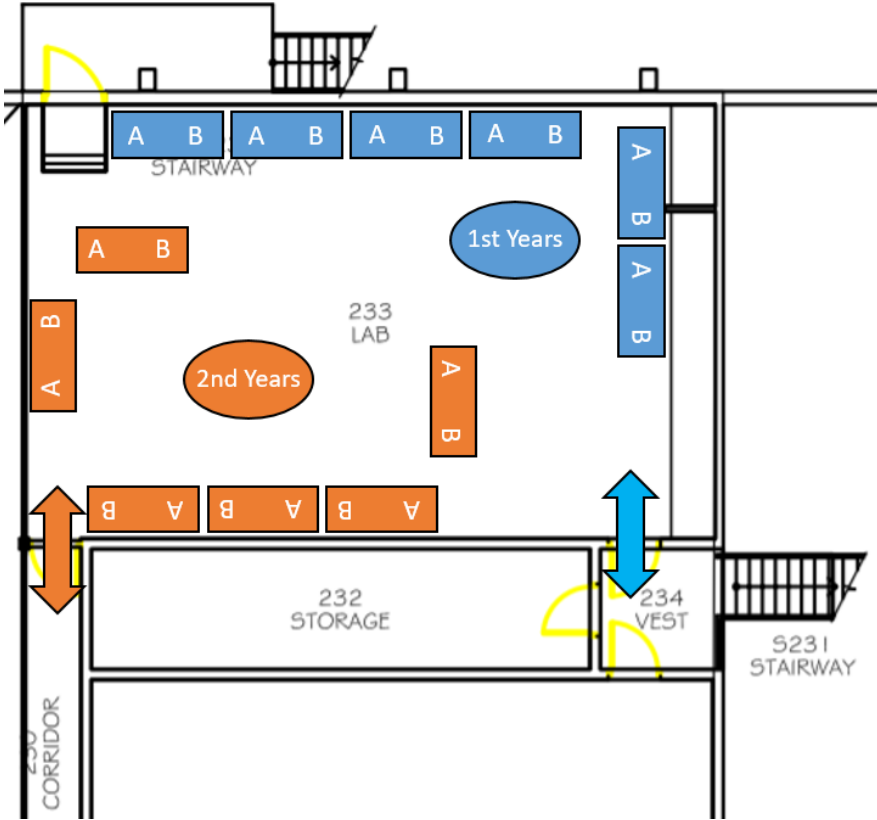 A B
A B
A B
A B
STAIRWAY
A
B
A
B
1st Years
A B
B
A
233
LAB
2nd Years
A
B
B A
B A
B A
232
STORAGE
234
VEST
S231
STAIRWAY
CORRIDOR